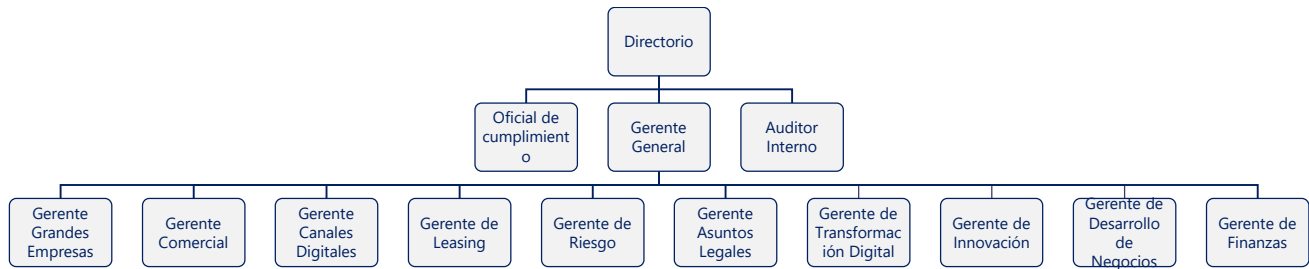 Directorio
Oficial de
cumplimient
o
Gerente
General
Auditor
Interno
Gerente
Grandes
Empresas
Gerente
Comercial
Gerente
Canales
Digitales
Gerente de
Leasing
Gerente de
Riesgo
Gerente
Asuntos
Legales
Gerente de
Transformac
ión Digital
Gerente de
Innovación
Gerente de
Desarrollo
de
Negocios
Gerente de
Finanzas